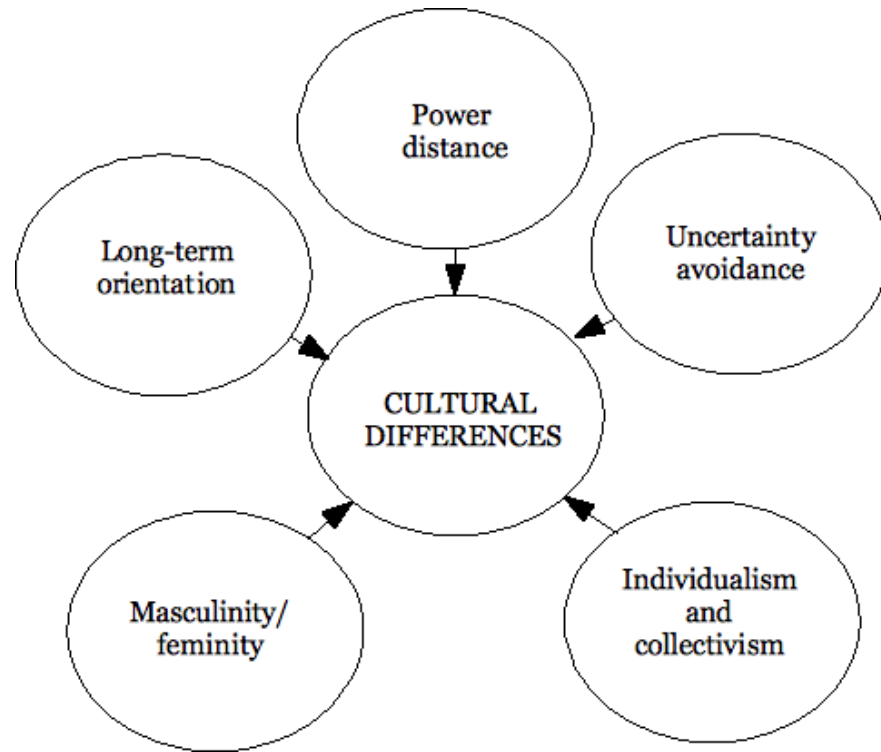 Power
distance
Uncertainty
avoidance
Long-term
orientation
CULTURAL
DIFFERENCES
Individualism
and
collectivism
Masculinity/
feminity